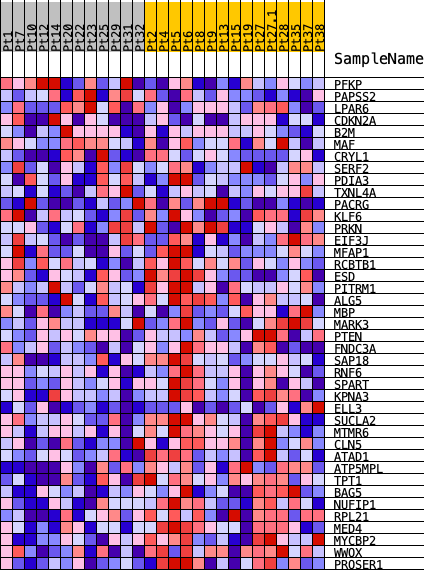 Pt1
Pt7
Pt10
Pt12
Pt14
Pt20
Pt22
Pt23
Pt25
Pt29
Pt31
Pt32
Pt2
Pt4
Pt5
Pt6
Pt8
Pt9
Pt13
Pt15
Pt19
Pt27
Pt27.1
Pt28
Pt35
Pt37
Pt38
SampleName
PFKP
PAPSS2
LPAR6
CDKN2A
B2M
MAF
CRYL1
SERF2
PDIA3
TXNL4A
PACRG
KLF6
PRKN
EIF3J
MFAP1
RCBTB1
ESD
PITRM1
ALG5
MBP
MARK3
PTEN
FNDC3A
SAP18
RNF6
SPART
KPNA3
ELL3
SUCLA2
MTMR6
CLN5
ATAD1
ATP5MPL
TPT1
BAG5
NUFIP1
RPL21
MED4
MYCBP2
WWOX
PROSER1